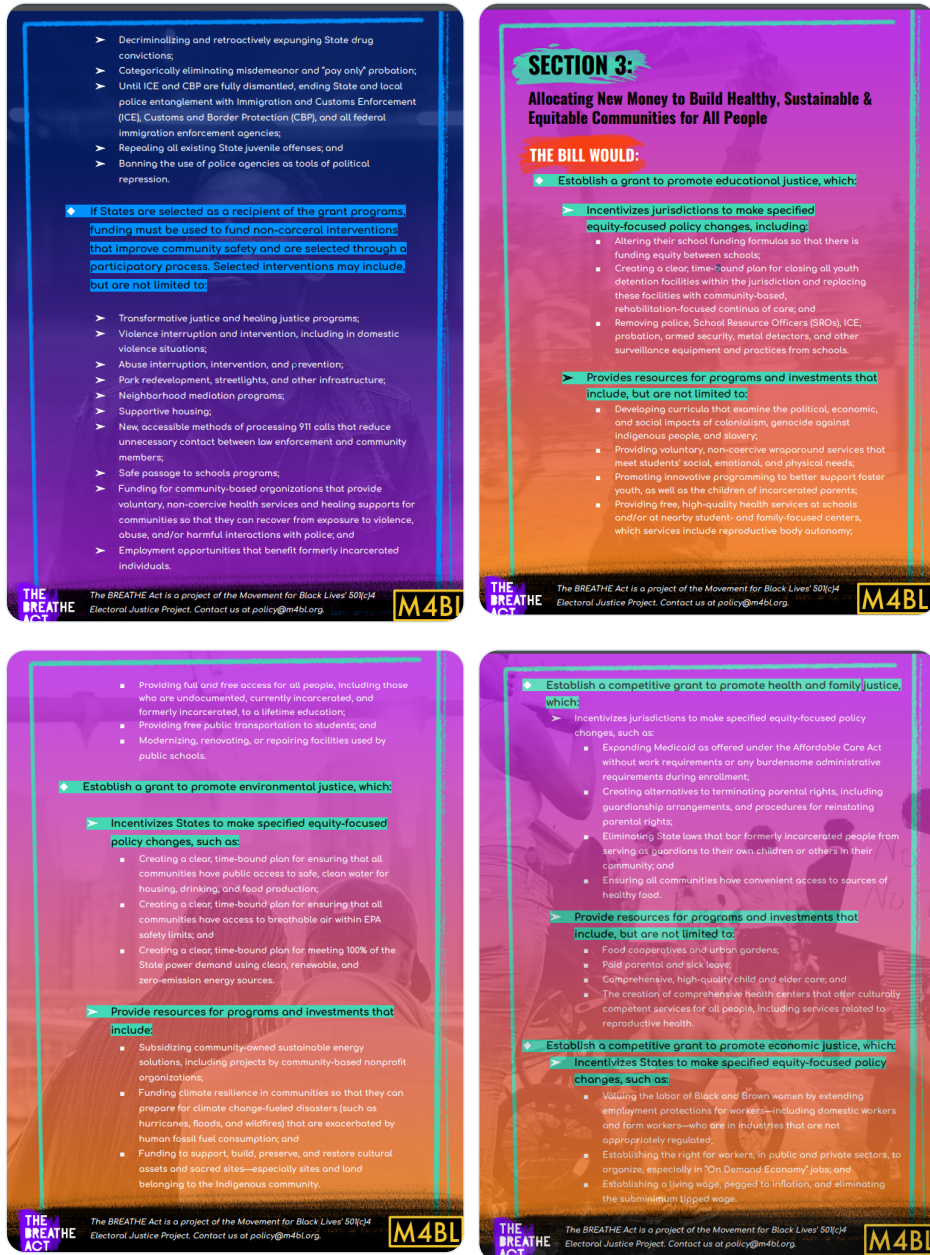 Decriminalizing and retroactively expunging State drug
convictions;
Categorically eliminating misdemeanor and "pay only" probation;
Until ICE and CBP are fully dismantled, ending State and local
police entanglement with Immigration and Customs Enforcement
(ICE), Customs and Border Protection (CBP), and all federal
immigration enforcement agencies;
Repealing all existing State juvenile offenses; and
Banning the use of police agencies as tools of political
repression.
If States are selected as a recipient of the grant programs,
funding must be used to fund non-carceral interventions
that improve community safety and are selected through a
participatory process. Selected interventions may include,
but are not limited to:
Transformative justice and healing justice programs;
Violence interruption and intervention, including in domestic
violence situations;
Abuse interruption, intervention, and prevention;
Park redevelopment, streetlights, and other infrastructure;
Neighborhood mediation programs;
Supportive housing;
New, accessible methods of processing 911 calls that reduce
unnecessary contact between law enforcement and community
members;
Safe passage to schools programs;
Funding for community-based organizations that provide
voluntary, non-coercive health services and healing supports for
communities so that they can recover from exposure to violence,
abuse, and/or harmful interactions with police; and
Employment opportunities that benefit formerly incarcerated
individuals.
THE
BREATHE
ACT
The BREATHE Act is a project of the Movement for Black Lives' 501(c)4
Electoral Justice Project. Contact us at policy@m4bl.org.
M4BL
SECTION 3:
Allocating New Money to Build Healthy, Sustainable &
Equitable Communities for All People
THE BILL WOULD:
Establish a grant to promote educational justice, which:
Incentivizes jurisdictions to make specified
equity-focused policy changes, including:
Altering their school funding formulas so that there is
funding equity between schools;
Creating a clear, time-bound plan for closing all youth
detention facilities within the jurisdiction and replacing
these facilities with community-based,
rehabilitation-focused continua of care; and
Removing police, School Resource Officers (SROs), ICE,
probation, armed security, metal detectors, and other
surveillance equipment and practices from schools.
Provides resources for programs and investments that
include, but are not limited to:
Developing curricula that examine the political, economic,
and social impacts of colonialism, genocide against
indigenous people, and slavery;
Providing voluntary, non-coercive wraparound services that
meet students' social, emotional, and physical needs;
Promoting innovative programming to better support foster
youth, as well as the children of incarcerated parents;
Providing free, high-quality health services at schools
and/or at nearby student- and family-focused centers,
which services include reproductive body autonomy;
THE
BREATHE
ACT
The BREATHE Act is a project of the Movement for Black Lives' 501(c)4
Electoral Justice Project. Contact us at policy@m4bl.org.
M4BL
Providing full and free access for all people, including those
who are undocumented, currently incarcerated, and
formerly incarcerated, to a lifetime education;
Providing free public transportation to students; and
Modernizing, renovating, or repairing facilities used by
public schools.
Establish a grant to promote environmental justice, which:
Incentivizes States to make specified equity-focused
policy changes, such as:
Creating a clear, time-bound plan for ensuring that all
communities have public access to safe, clean water for
housing, drinking, and food production;
Creating a clear, time-bound plan for ensuring that all
communities have access to breathable air within EPA
safety limits; and
Creating a clear, time-bound plan for meeting 100% of the
State power demand using clean, renewable, and
zero-emission energy sources.
Provide resources for programs and investments that
include:
Subsidizing community-owned sustainable energy
solutions, including projects by community-based nonprofit
organizations;
Funding climate resilience in communities so that they can
prepare for climate change-fueled disasters (such as
hurricanes, floods, and wildfires) that are exacerbated by
human fossil fuel consumption; and
Funding to support, build, preserve, and restore cultural
assets and sacred sites—especially sites and land
belonging to the Indigenous community.
THE
BREATHE
ACT
The BREATHE Act is a project of the Movement for Black Lives' 501(c)4
Electoral Justice Project. Contact us at policy@m4bl.org.
M4BL
Establish a competitive grant to promote health and family justice,
which:
Incentivizes jurisdictions to make specified equity-focused policy
changes, such as:
Expanding Medicaid as offered under the Affordable Care Act
without work requirements or any burdensome administrative
requirements during enrollment;
Creating alternatives to terminating parental rights, including
guardianship arrangements, and procedures for reinstating
parental rights;
Eliminating State laws that bar formerly incarcerated people from
serving as guardians to their own children or others in their
community; and
Ensuring all communities have convenient access to sources of
healthy food.
Provide resources for programs and investments that
include, but are not limited to:
Food cooperatives and urban gardens;
Paid parental and sick leave;
Comprehensive, high-quality child and elder care; and
The creation of comprehensive health centers that offer culturally
competent services for all people, including services related to
reproductive health.
Establish a competitive grant to promote economic justice, which:
Incentivizes States to make specified equity-focused policy
changes, such as:
Valuing the labor of Black and Brown women by extending
employment protections for workers—including domestic workers
and farm workers—who are in industries that are not
appropriately regulated;
Establishing the right for workers, in public and private sectors, to
organize, especially in "On Demand Economy" jobs; and
Establishing a living wage, pegged to inflation, and eliminating
the subminimum tipped wage.
THE
BREATHE
ACT
The BREATHE Act is a project of the Movement for Black Lives' 501(c)4
Electoral Justice Project. Contact us at policy@m4bl.org.
M4BL